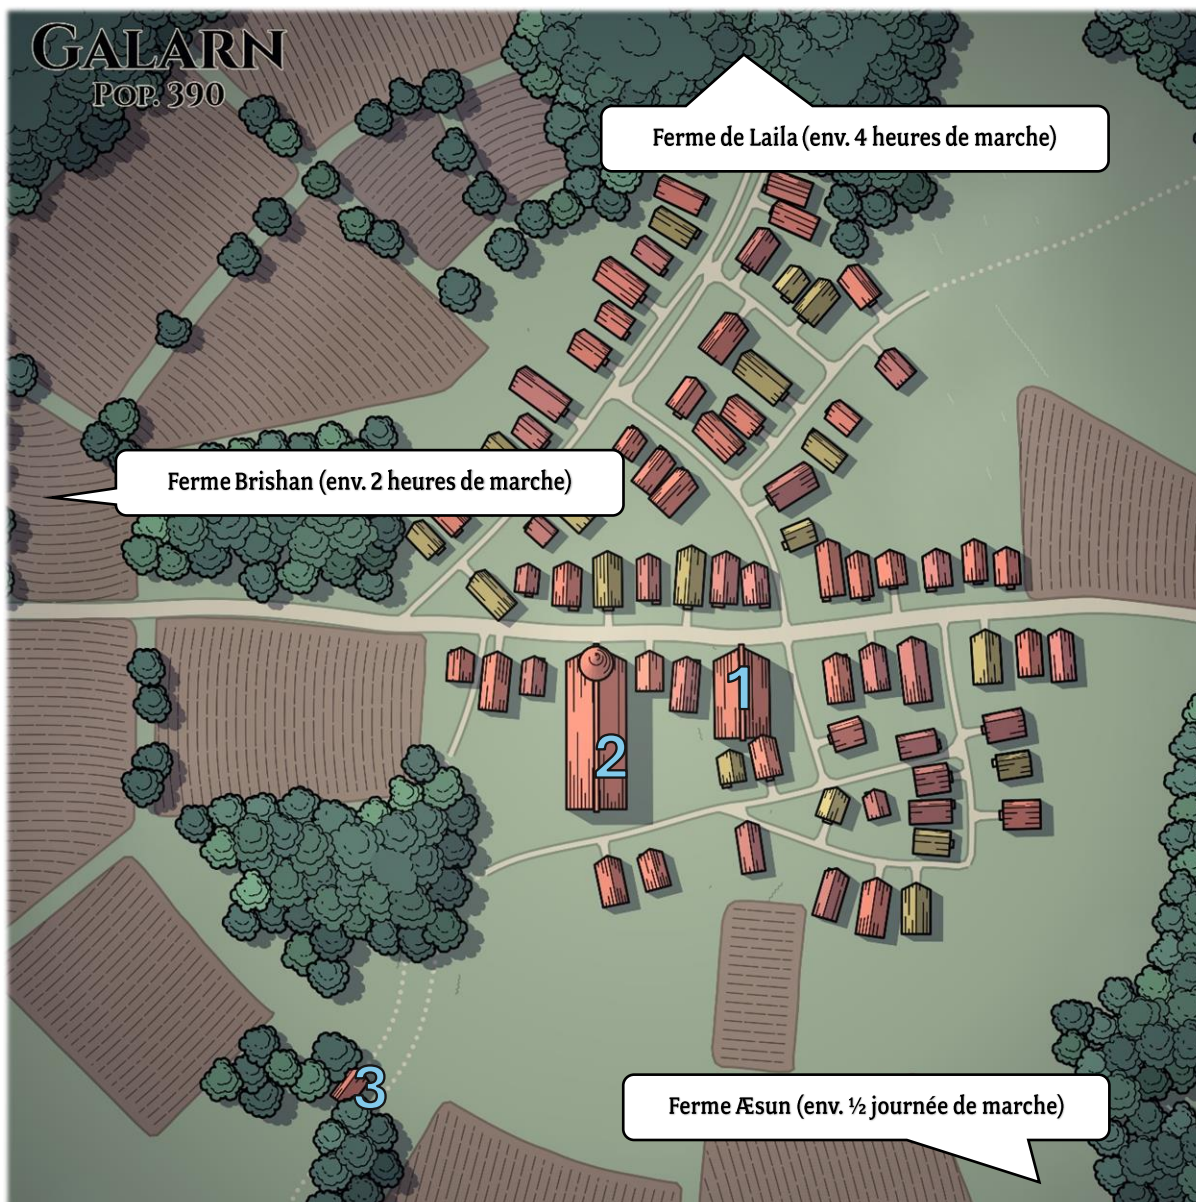 GALARN
POP. 390
Ferme de Laila (env. 4 heures de marche)
Ferme Brishan (env. 2 heures de marche)
1
2
3
Ferme Æsun (env. ½ journée de marche)